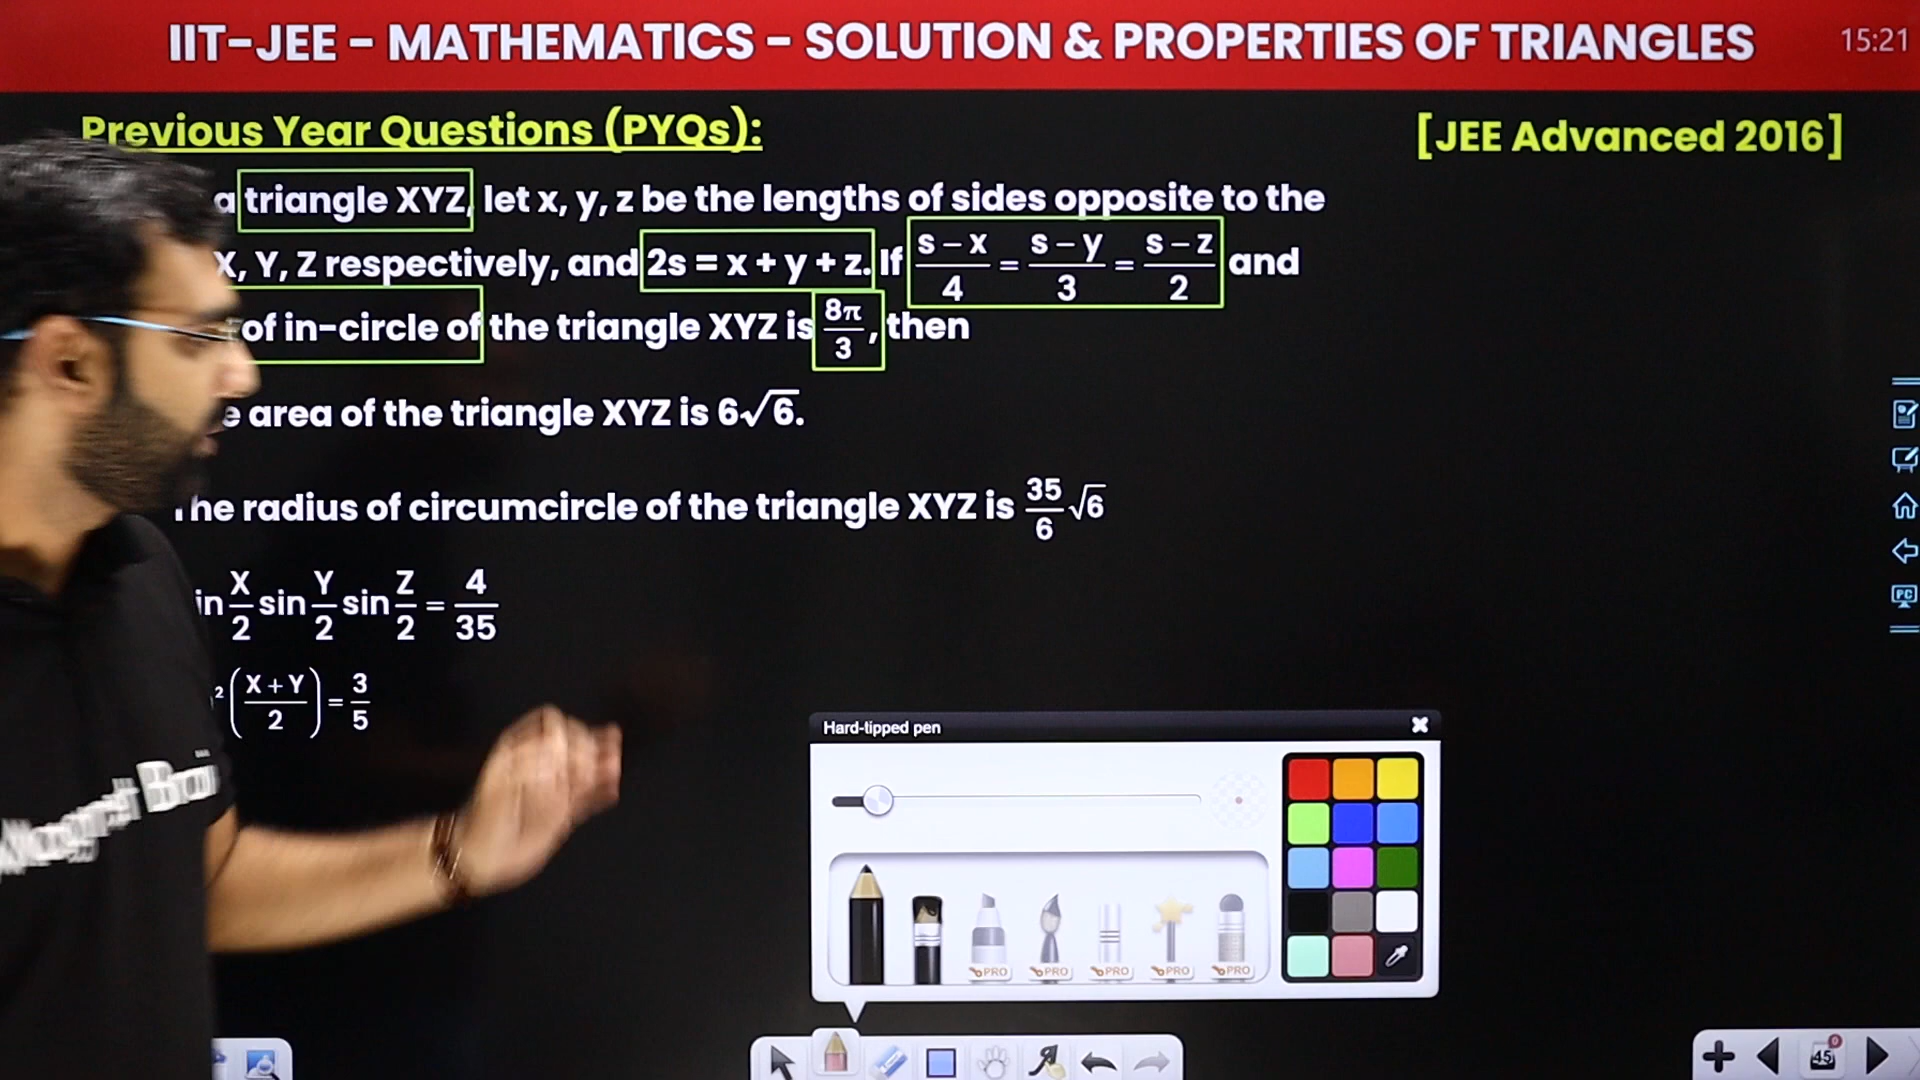 IIT-JEE - MATHEMATICS - SOLUTION & PROPERTIES OF TRIANGLES
15:21
Previous Year Questions (PYQs):
[JEE Advanced 2016]
a triangle XYZ, let x, y, z be the lengths of sides opposite to the
X, Y, Z respectively, and 2s = x + y + z. If (s-x)/4 = (s-y)/3 = (s-z)/2 and
of in-circle of the triangle XYZ is 8π/3, then
area of the triangle XYZ is 6√6.
The radius of circumcircle of the triangle XYZ is 35/6 √6
in X/2 sin Y/2 sin Z/2 = 4/35
² ((X+Y)/2) = 3/5
Hard-tipped pen
PRO PRO PRO PRO PRO
PC
45
0